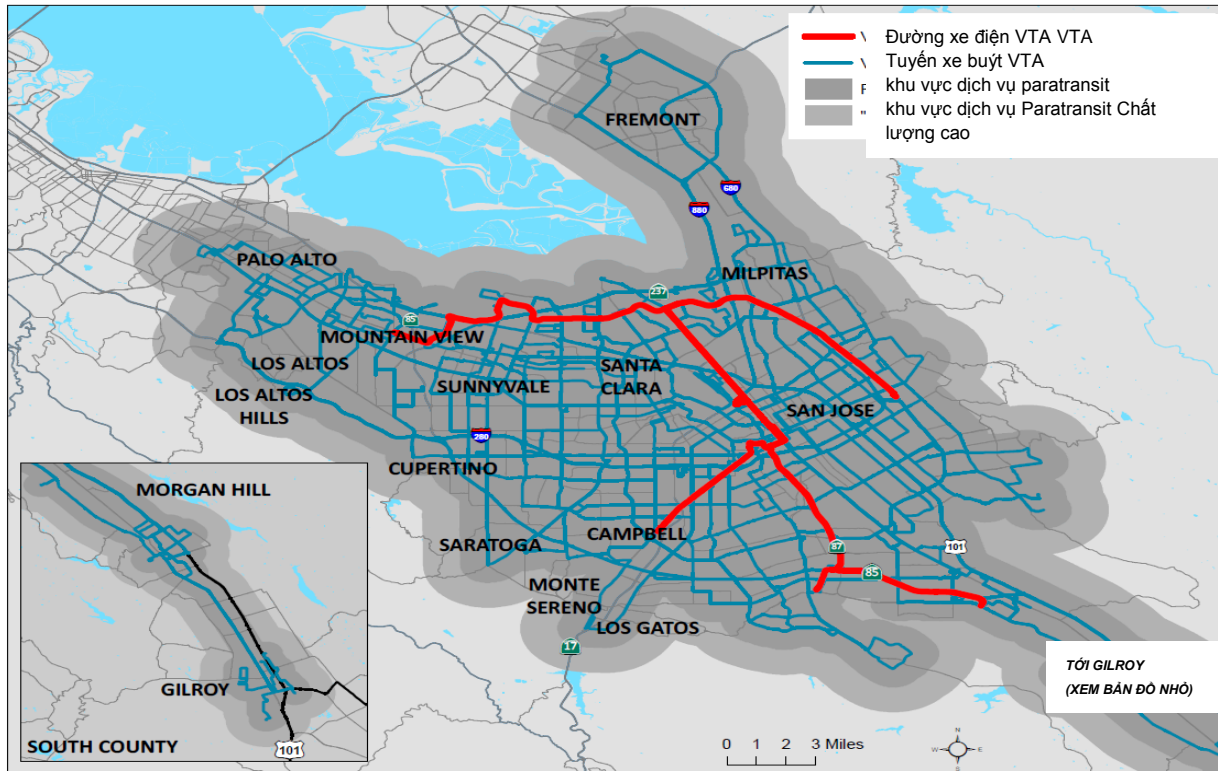 V Đường xe điện VTA VTA
V Tuyến xe buýt VTA
F khu vực dịch vụ paratransit
" khu vực dịch vụ Paratransit Chất
lượng cao
FREMONT
680
880
PALO ALTO
MILPITAS
237
85
MOUNTAIN VIEW
LOS ALTOS
SANTA
CLARA
SUNNYVALE
LOS ALTOS
HILLS
SAN JOSE
280
CUPERTINO
MORGAN HILL
CAMPBELL
SARATOGA
87
101
85
MONTE
SERENO
LOS GATOS
17
TỚI GILROY
(XEM BẢN ĐỒ NHỎ)
GILROY
SOUTH COUNTY
101
0 1 2 3 Miles
N
W E
S